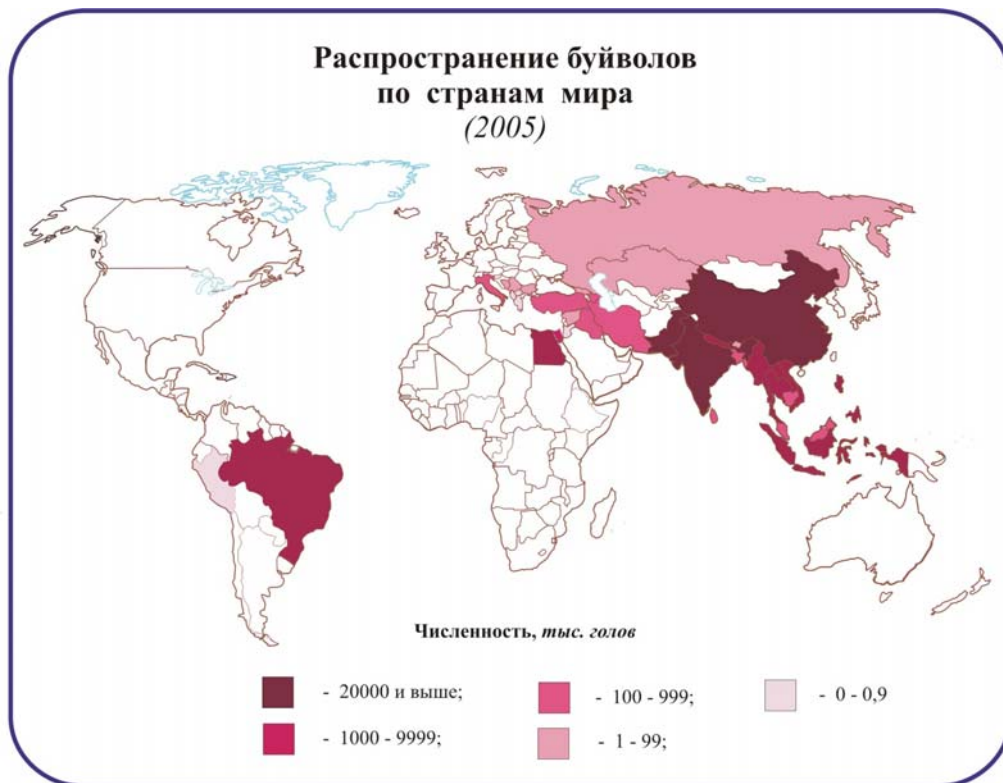 Распространение буйволов
по странам мира
(2005)
Численность, тыс. голов
- 20000 и выше;
- 1000 - 9999;
- 100 - 999;
- 1 - 99;
- 0 - 0,9